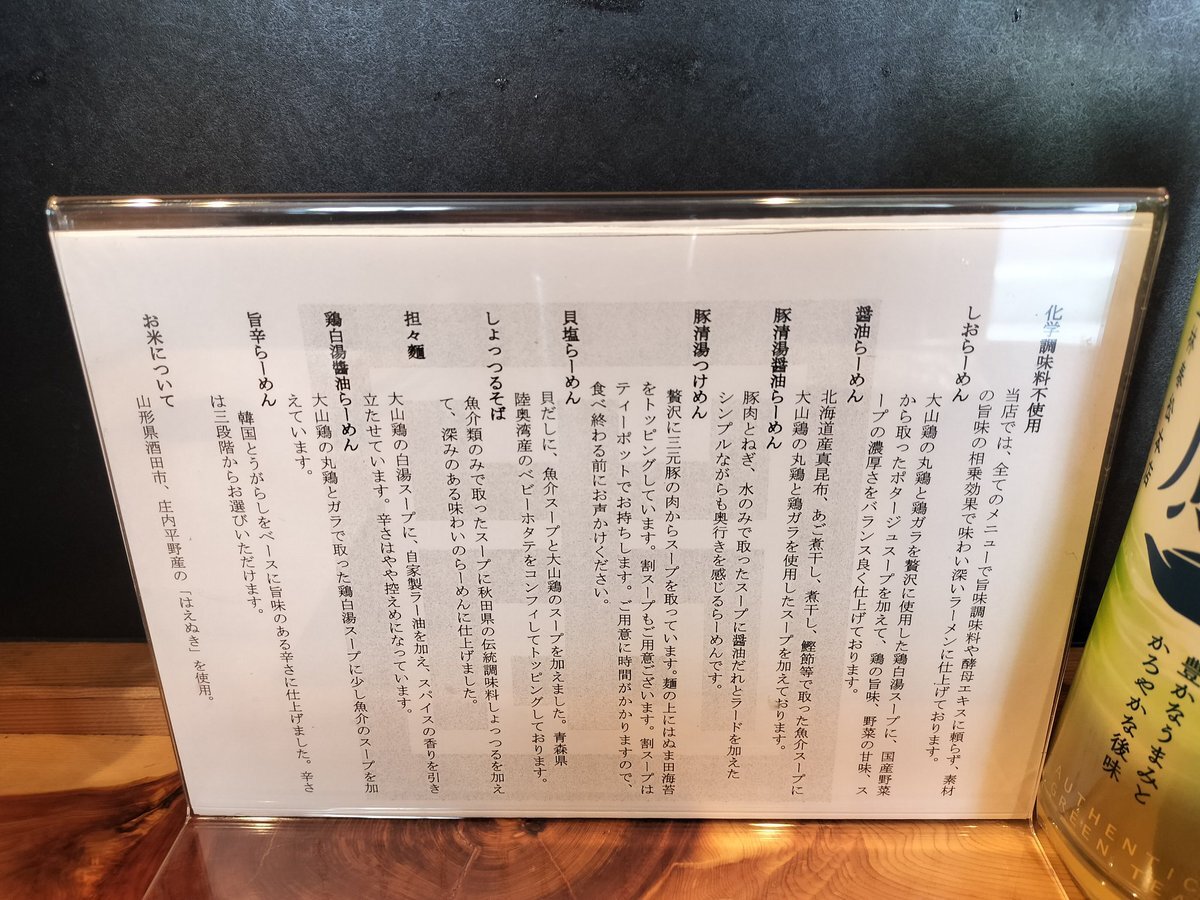 化学調味料不使用
当店では、全てのメニューで旨味調味料や酵母エキスに頼らず、素材
の旨味の相乗効果で味わい深いラーメンに仕上げております。
しおらーめん
大山鶏の丸鶏と鶏ガラを贅沢に使用した鶏白湯スープに、国産野菜
から取ったポタージュスープを加えて、鶏の旨味、野菜の甘味、ス
ープの濃厚さをバランス良く仕上げております。
醤油らーめん
北海道産真昆布、あご煮干し、煮干し、鰹節等で取った魚介スープに
大山鶏の丸鶏と鶏ガラを使用したスープを加えております。
豚清湯醤油らーめん
豚肉とねぎ、水のみで取ったスープに醤油だれとラードを加えた
シンプルながらも奥行きを感じるらーめんです。
豚清湯つけめん
贅沢に三元豚の肉からスープを取っています。麺の上にはぬま田海苔
をトッピングしています。割スープもご用意ございます。割スープは
ティーポットでお持ちします。ご用意に時間がかかりますので、
食べ終わる前にお声かけください。
貝塩らーめん
貝だしに、魚介スープと大山鶏のスープを加えました。青森県
陸奥湾産のベビーホタテをコンフィしてトッピングしております。
しょっつるそば
魚介類のみで取ったスープに秋田県の伝統調味料しょっつるを加え
て、深みのある味わいのらーめんに仕上げました。
担々麺
大山鶏の白湯スープに、自家製ラー油を加え、スパイスの香りを引き
立たせています。辛さはやや控えめになっています。
鶏白湯醬油らーめん
大山鶏の丸鶏とガラで取った鶏白湯スープに少し魚介のスープを加
えています。
旨辛らーめん
韓国とうがらしをベースに旨味のある辛さに仕上げました。辛さ
は三段階からお選びいただけます。
お米について
山形県酒田市、庄内平野産の「はえぬき」を使用。
豊かなうまみと
かろやかな後味
AUTHENTIC
GREEN TEA